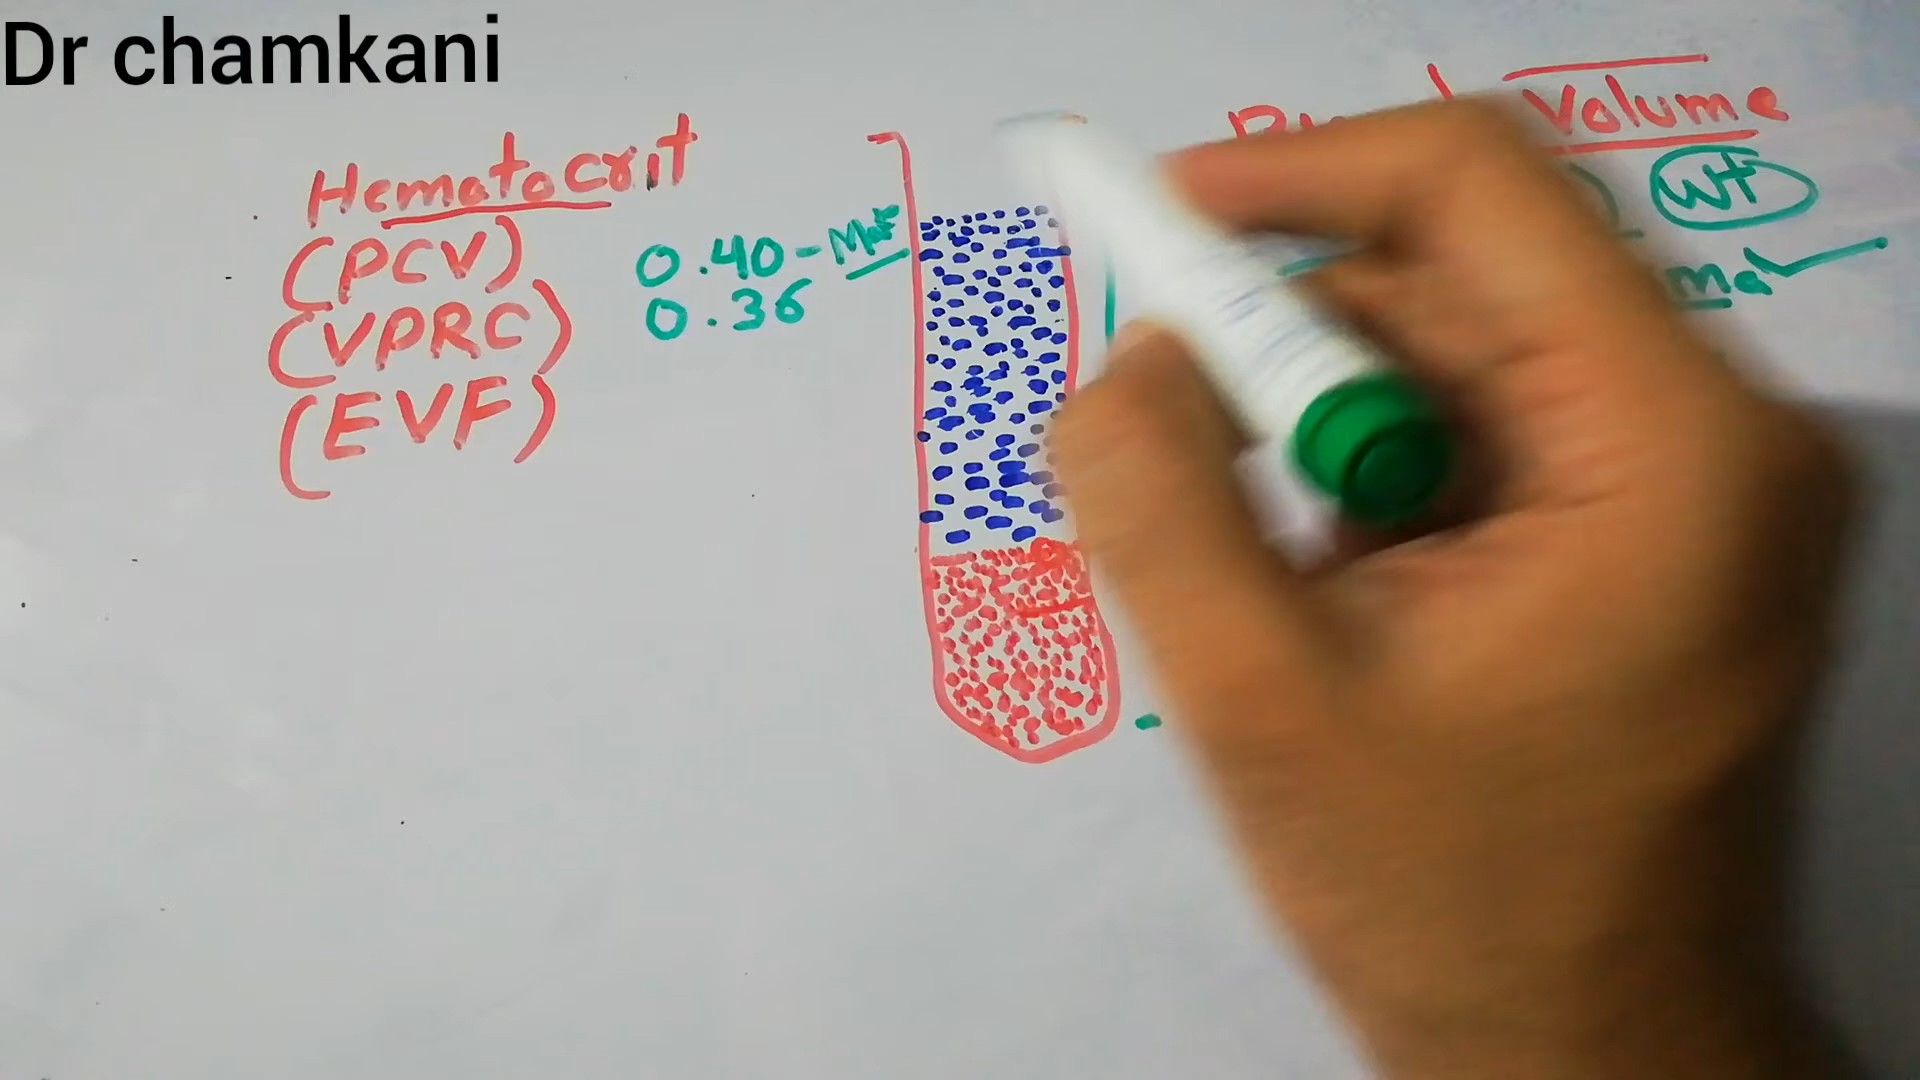 Dr chamkani
Hematocrit
(PCV)
(VPRC)
(EVF)
0.40 - Male
0.36
Volume
Wt